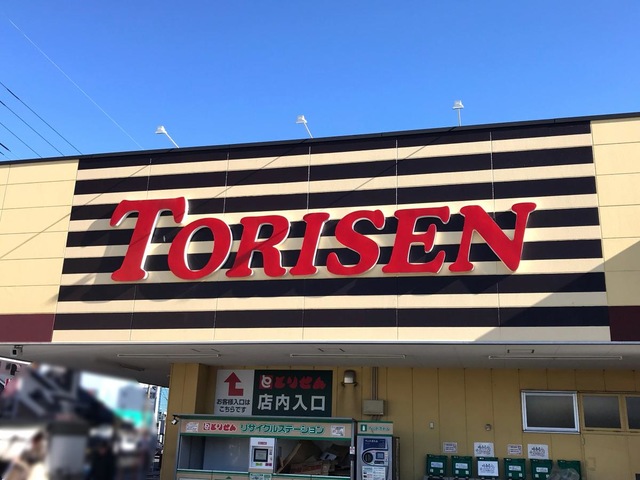 TORISEN
お客様入口は
こちらです
とりせん
店内入口
とりせん リサイクルステーション